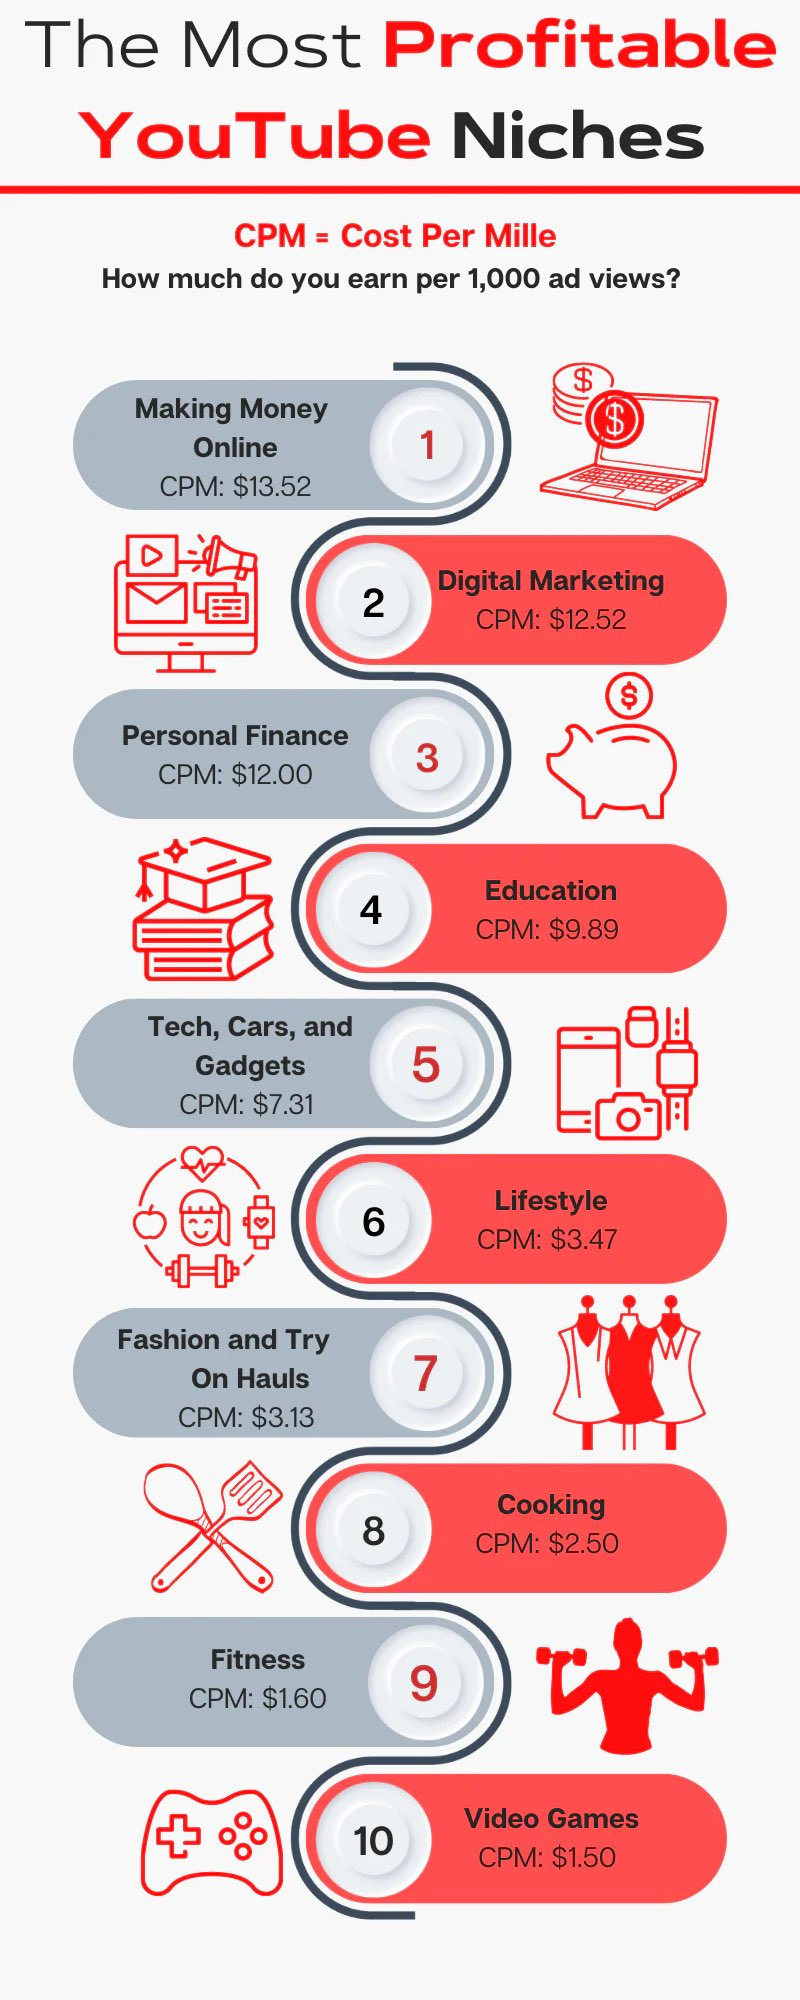 The Most Profitable
YouTube Niches
CPM = Cost Per Mille
How much do you earn per 1,000 ad views?
Making Money
Online
CPM: $13.52
1
$
$
2
Digital Marketing
CPM: $12.52
Personal Finance
CPM: $12.00
3
$
4
Education
CPM: $9.89
Tech, Cars, and
Gadgets
CPM: $7.31
5
6
Lifestyle
CPM: $3.47
Fashion and Try
On Hauls
CPM: $3.13
7
8
Cooking
CPM: $2.50
Fitness
CPM: $1.60
9
10
Video Games
CPM: $1.50